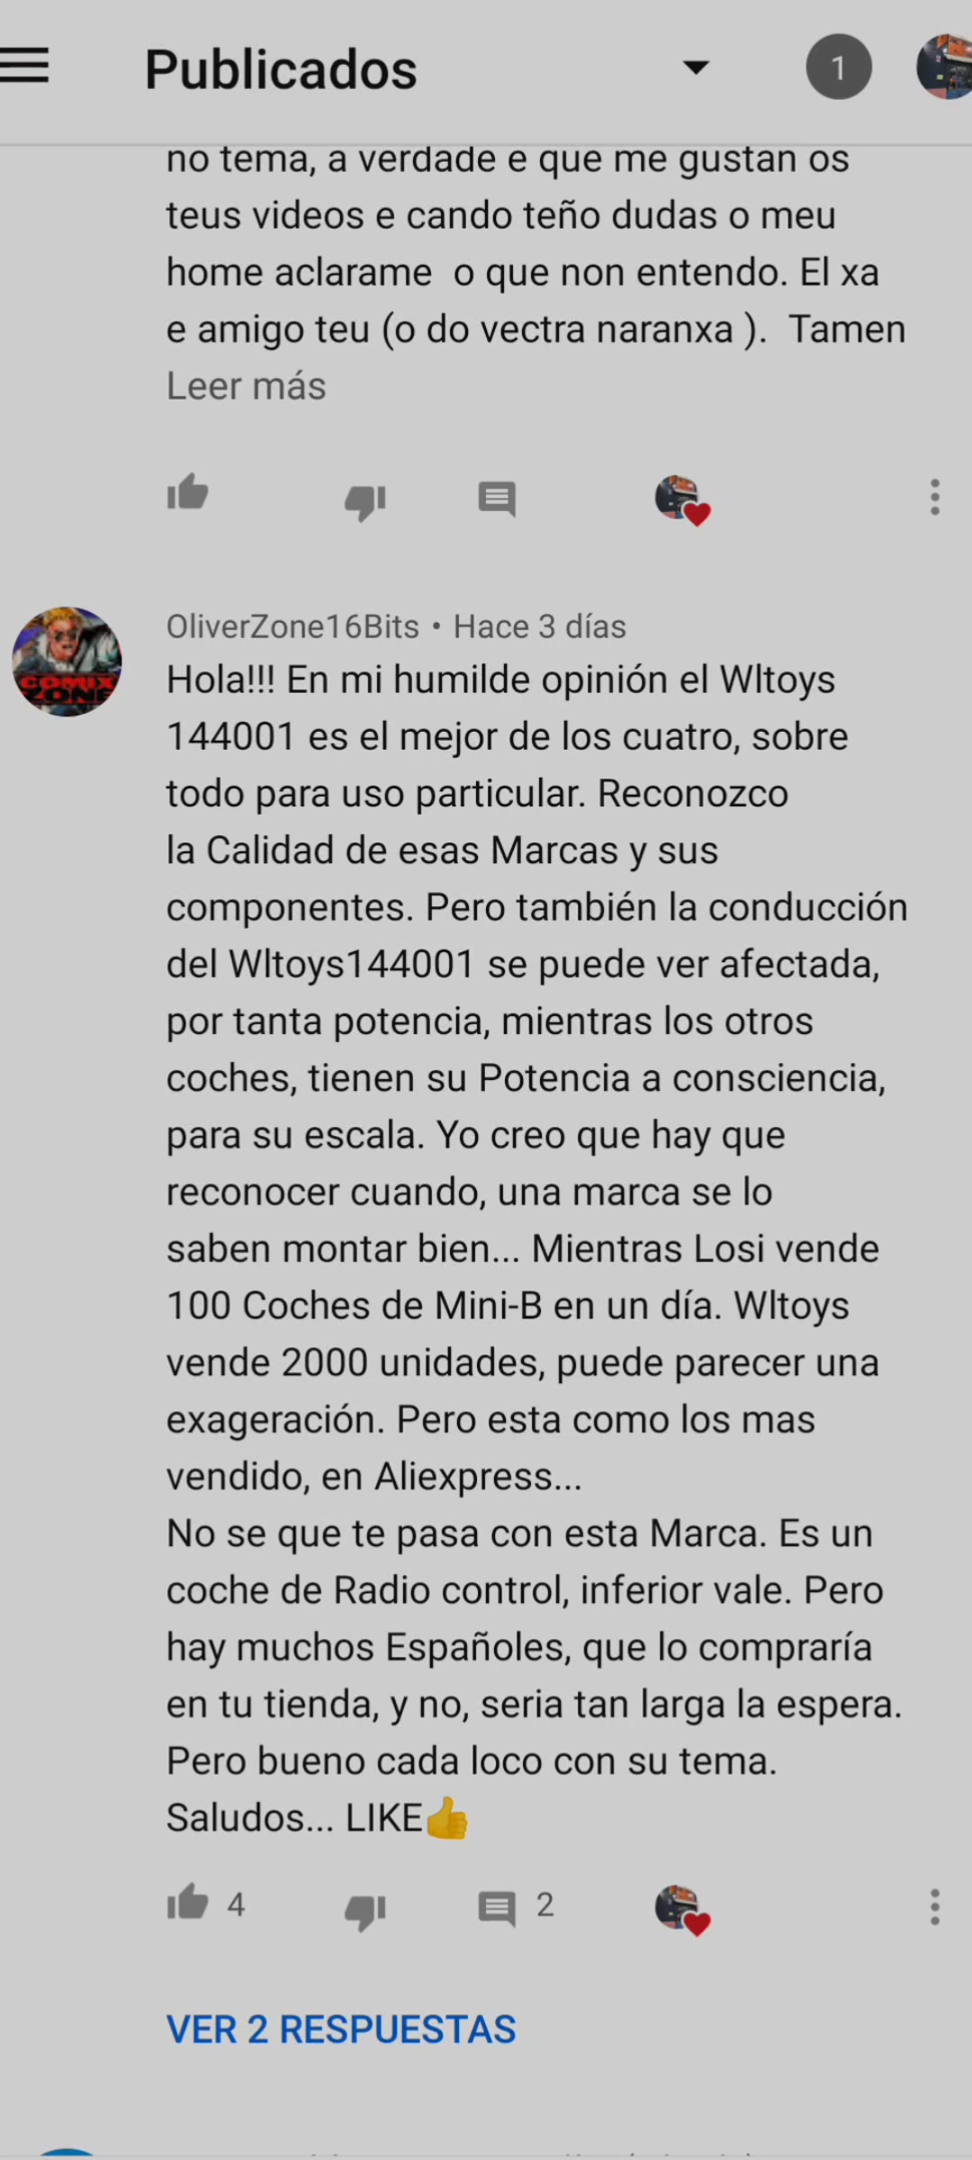 Publicados
1
no tema, a verdade e que me gustan os
teus videos e cando teño dudas o meu
home aclarame  o que non entendo. El xa
e amigo teu (o do vectra naranxa ).  Tamen
Leer más
OliverZone16Bits • Hace 3 días
COMIX
ZONE
Hola!!! En mi humilde opinión el Wltoys
144001 es el mejor de los cuatro, sobre
todo para uso particular. Reconozco
la Calidad de esas Marcas y sus
componentes. Pero también la conducción
del Wltoys144001 se puede ver afectada,
por tanta potencia, mientras los otros
coches, tienen su Potencia a consciencia,
para su escala. Yo creo que hay que
reconocer cuando, una marca se lo
saben montar bien... Mientras Losi vende
100 Coches de Mini-B en un día. Wltoys
vende 2000 unidades, puede parecer una
exageración. Pero esta como los mas
vendido, en Aliexpress...
No se que te pasa con esta Marca. Es un
coche de Radio control, inferior vale. Pero
hay muchos Españoles, que lo compraría
en tu tienda, y no, seria tan larga la espera.
Pero bueno cada loco con su tema.
Saludos... LIKE👍
4
2
VER 2 RESPUESTAS